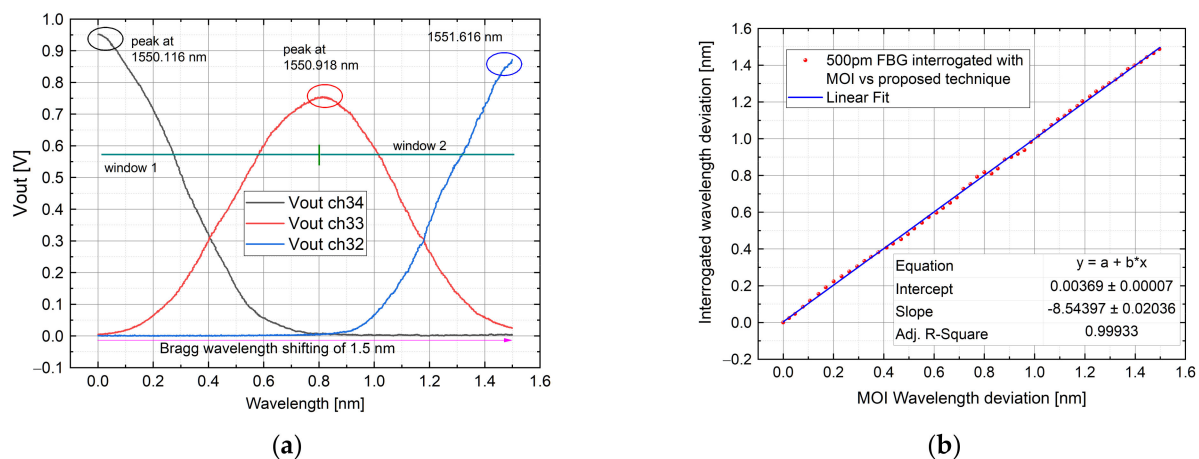 1.0
0.9
0.8
0.7
0.6
0.5
0.4
0.3
0.2
0.1
0.0
−0.1
Vout [V]
peak at
1550.116 nm
peak at
1550.918 nm
1551.616 nm
window 1
window 2
Vout ch34
Vout ch33
Vout ch32
Bragg wavelength shifting of 1.5 nm
0.0 0.2 0.4 0.6 0.8 1.0 1.2 1.4 1.6
Wavelength [nm]
(a)
1.6
1.4
1.2
1.0
0.8
0.6
0.4
0.2
0.0
−0.2
Interrogated wavelength deviation [nm]
500pm FBG interrogated with
MOI vs proposed technique
Linear Fit
Equation y = a + b*x
Intercept 0.00369 ± 0.00007
Slope -8.54397 ± 0.02036
Adj. R-Square 0.99933
0.0 0.2 0.4 0.6 0.8 1.0 1.2 1.4 1.6
MOI Wavelength deviation [nm]
(b)